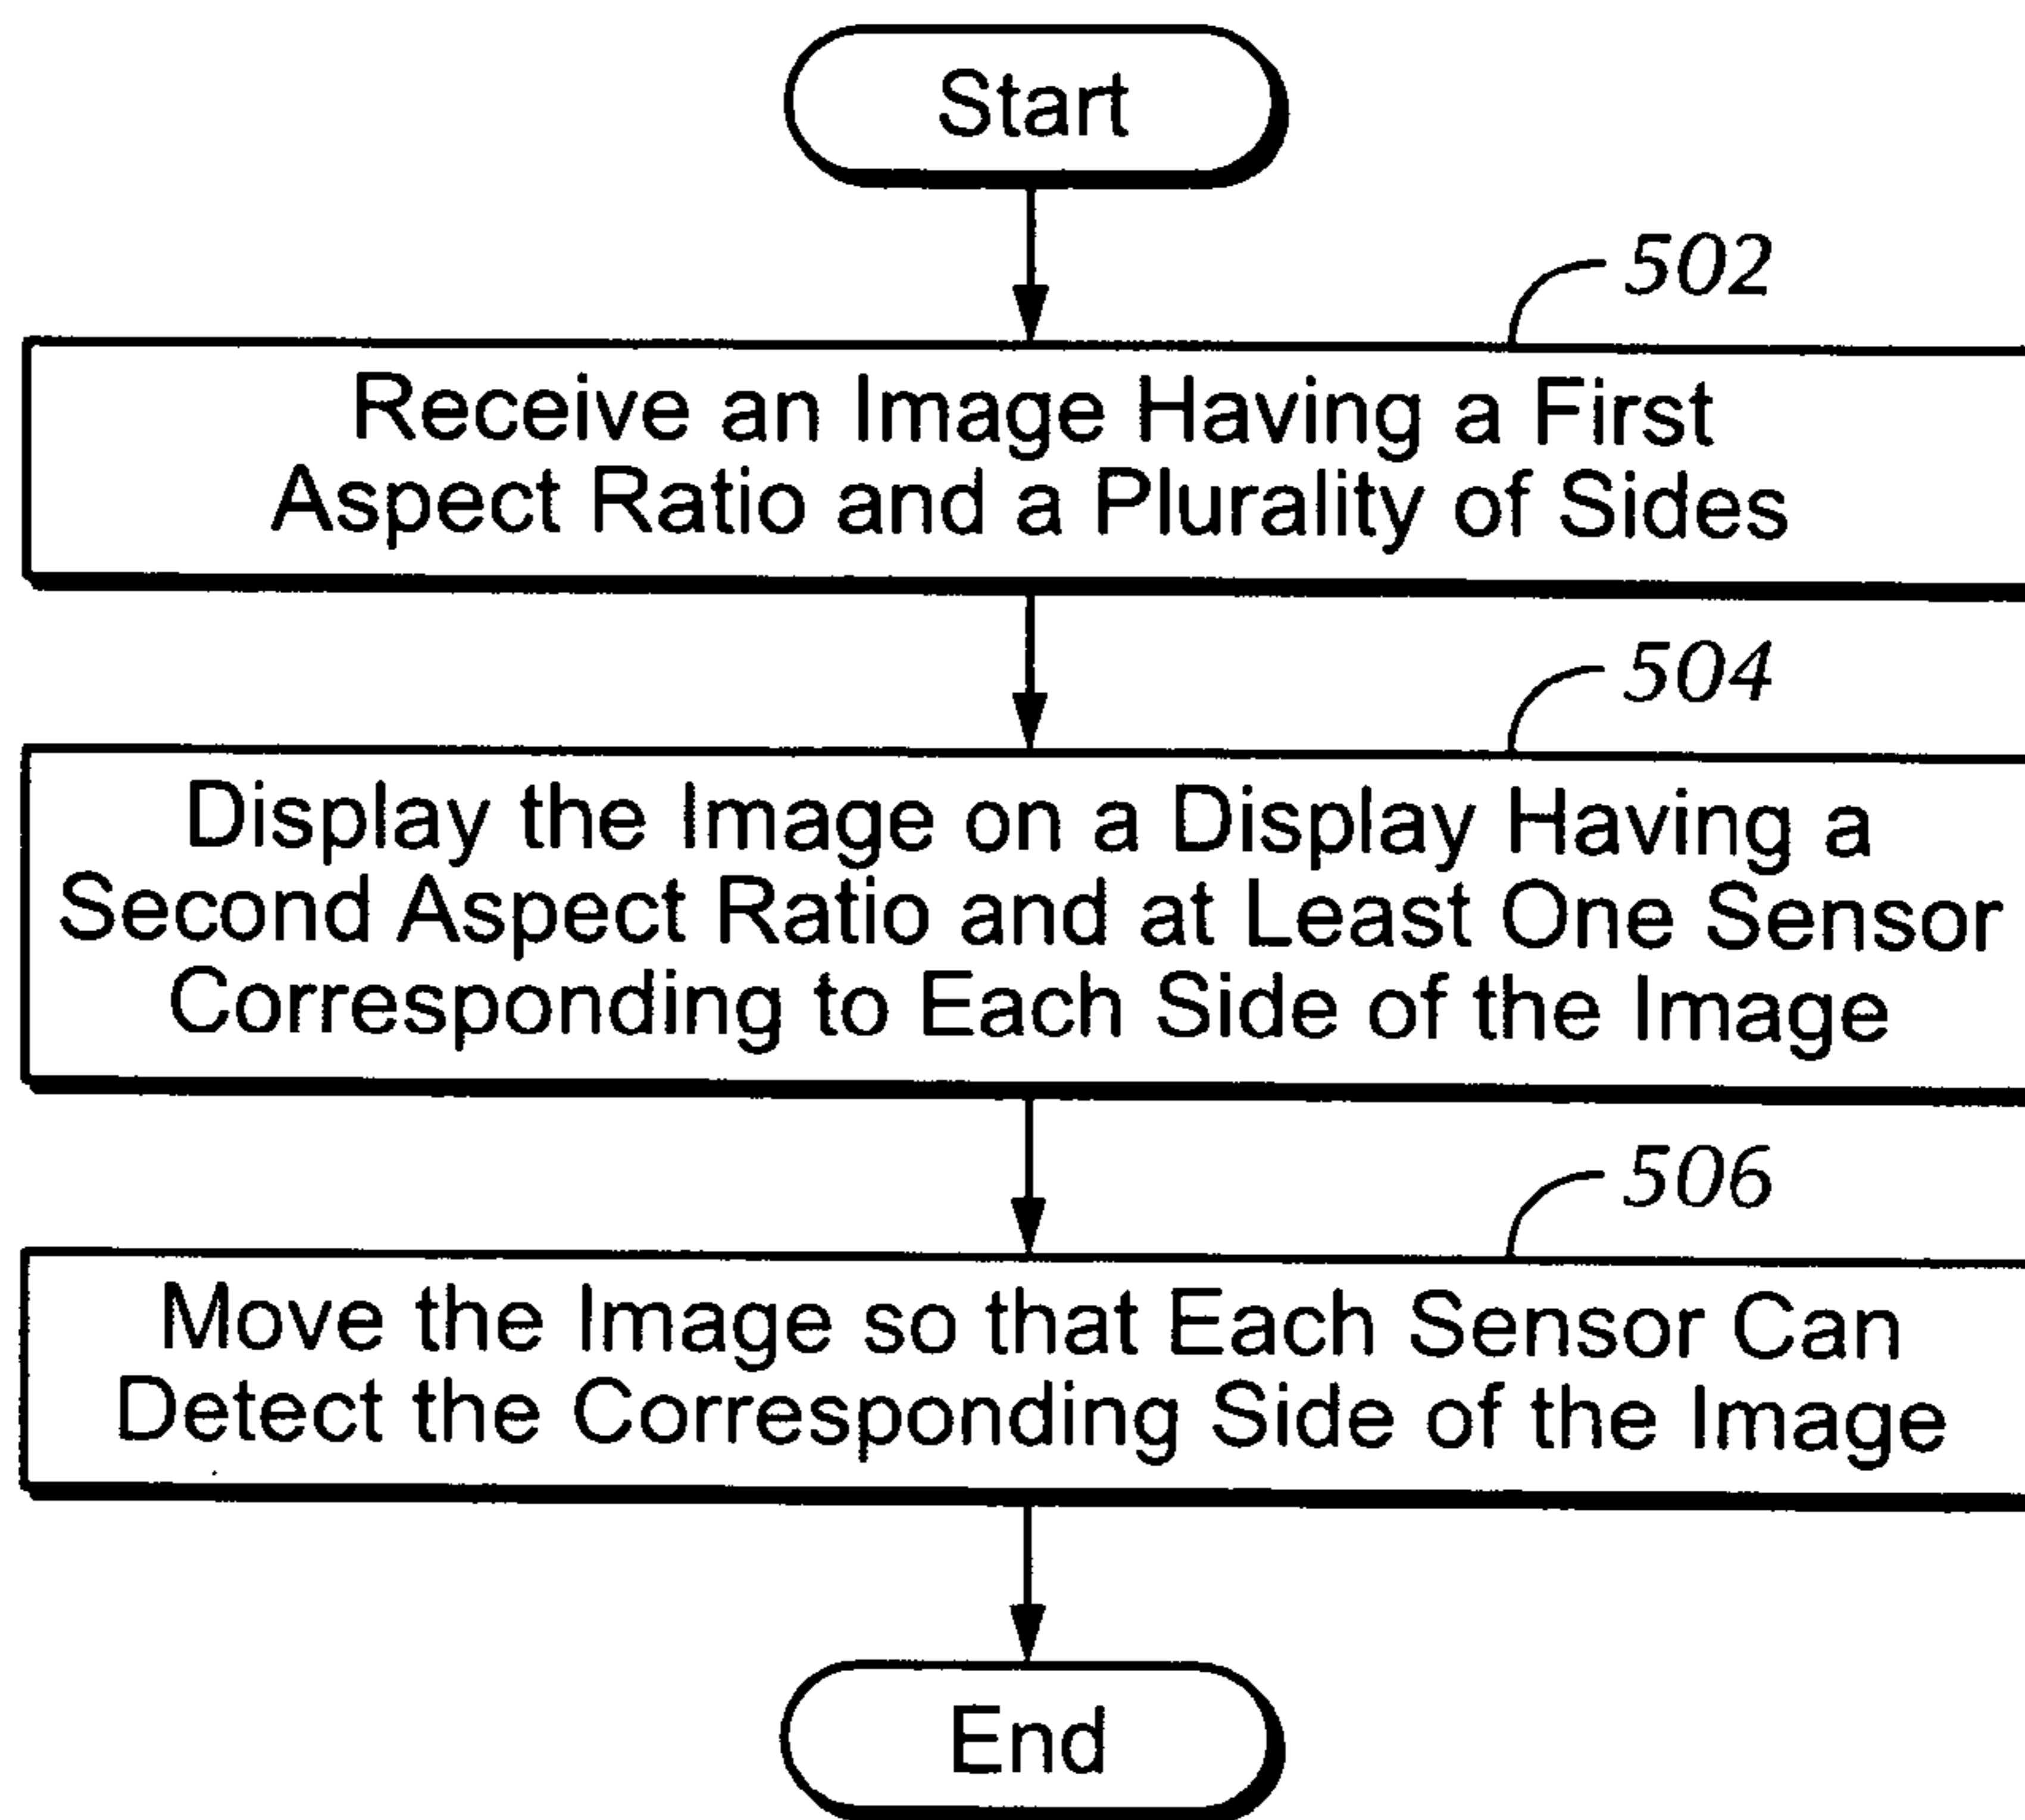 Start
502
Receive an Image Having a First
Aspect Ratio and a Plurality of Sides
504
Display the Image on a Display Having a
Second Aspect Ratio and at Least One Sensor
Corresponding to Each Side of the Image
506
Move the Image so that Each Sensor Can
Detect the Corresponding Side of the Image
End